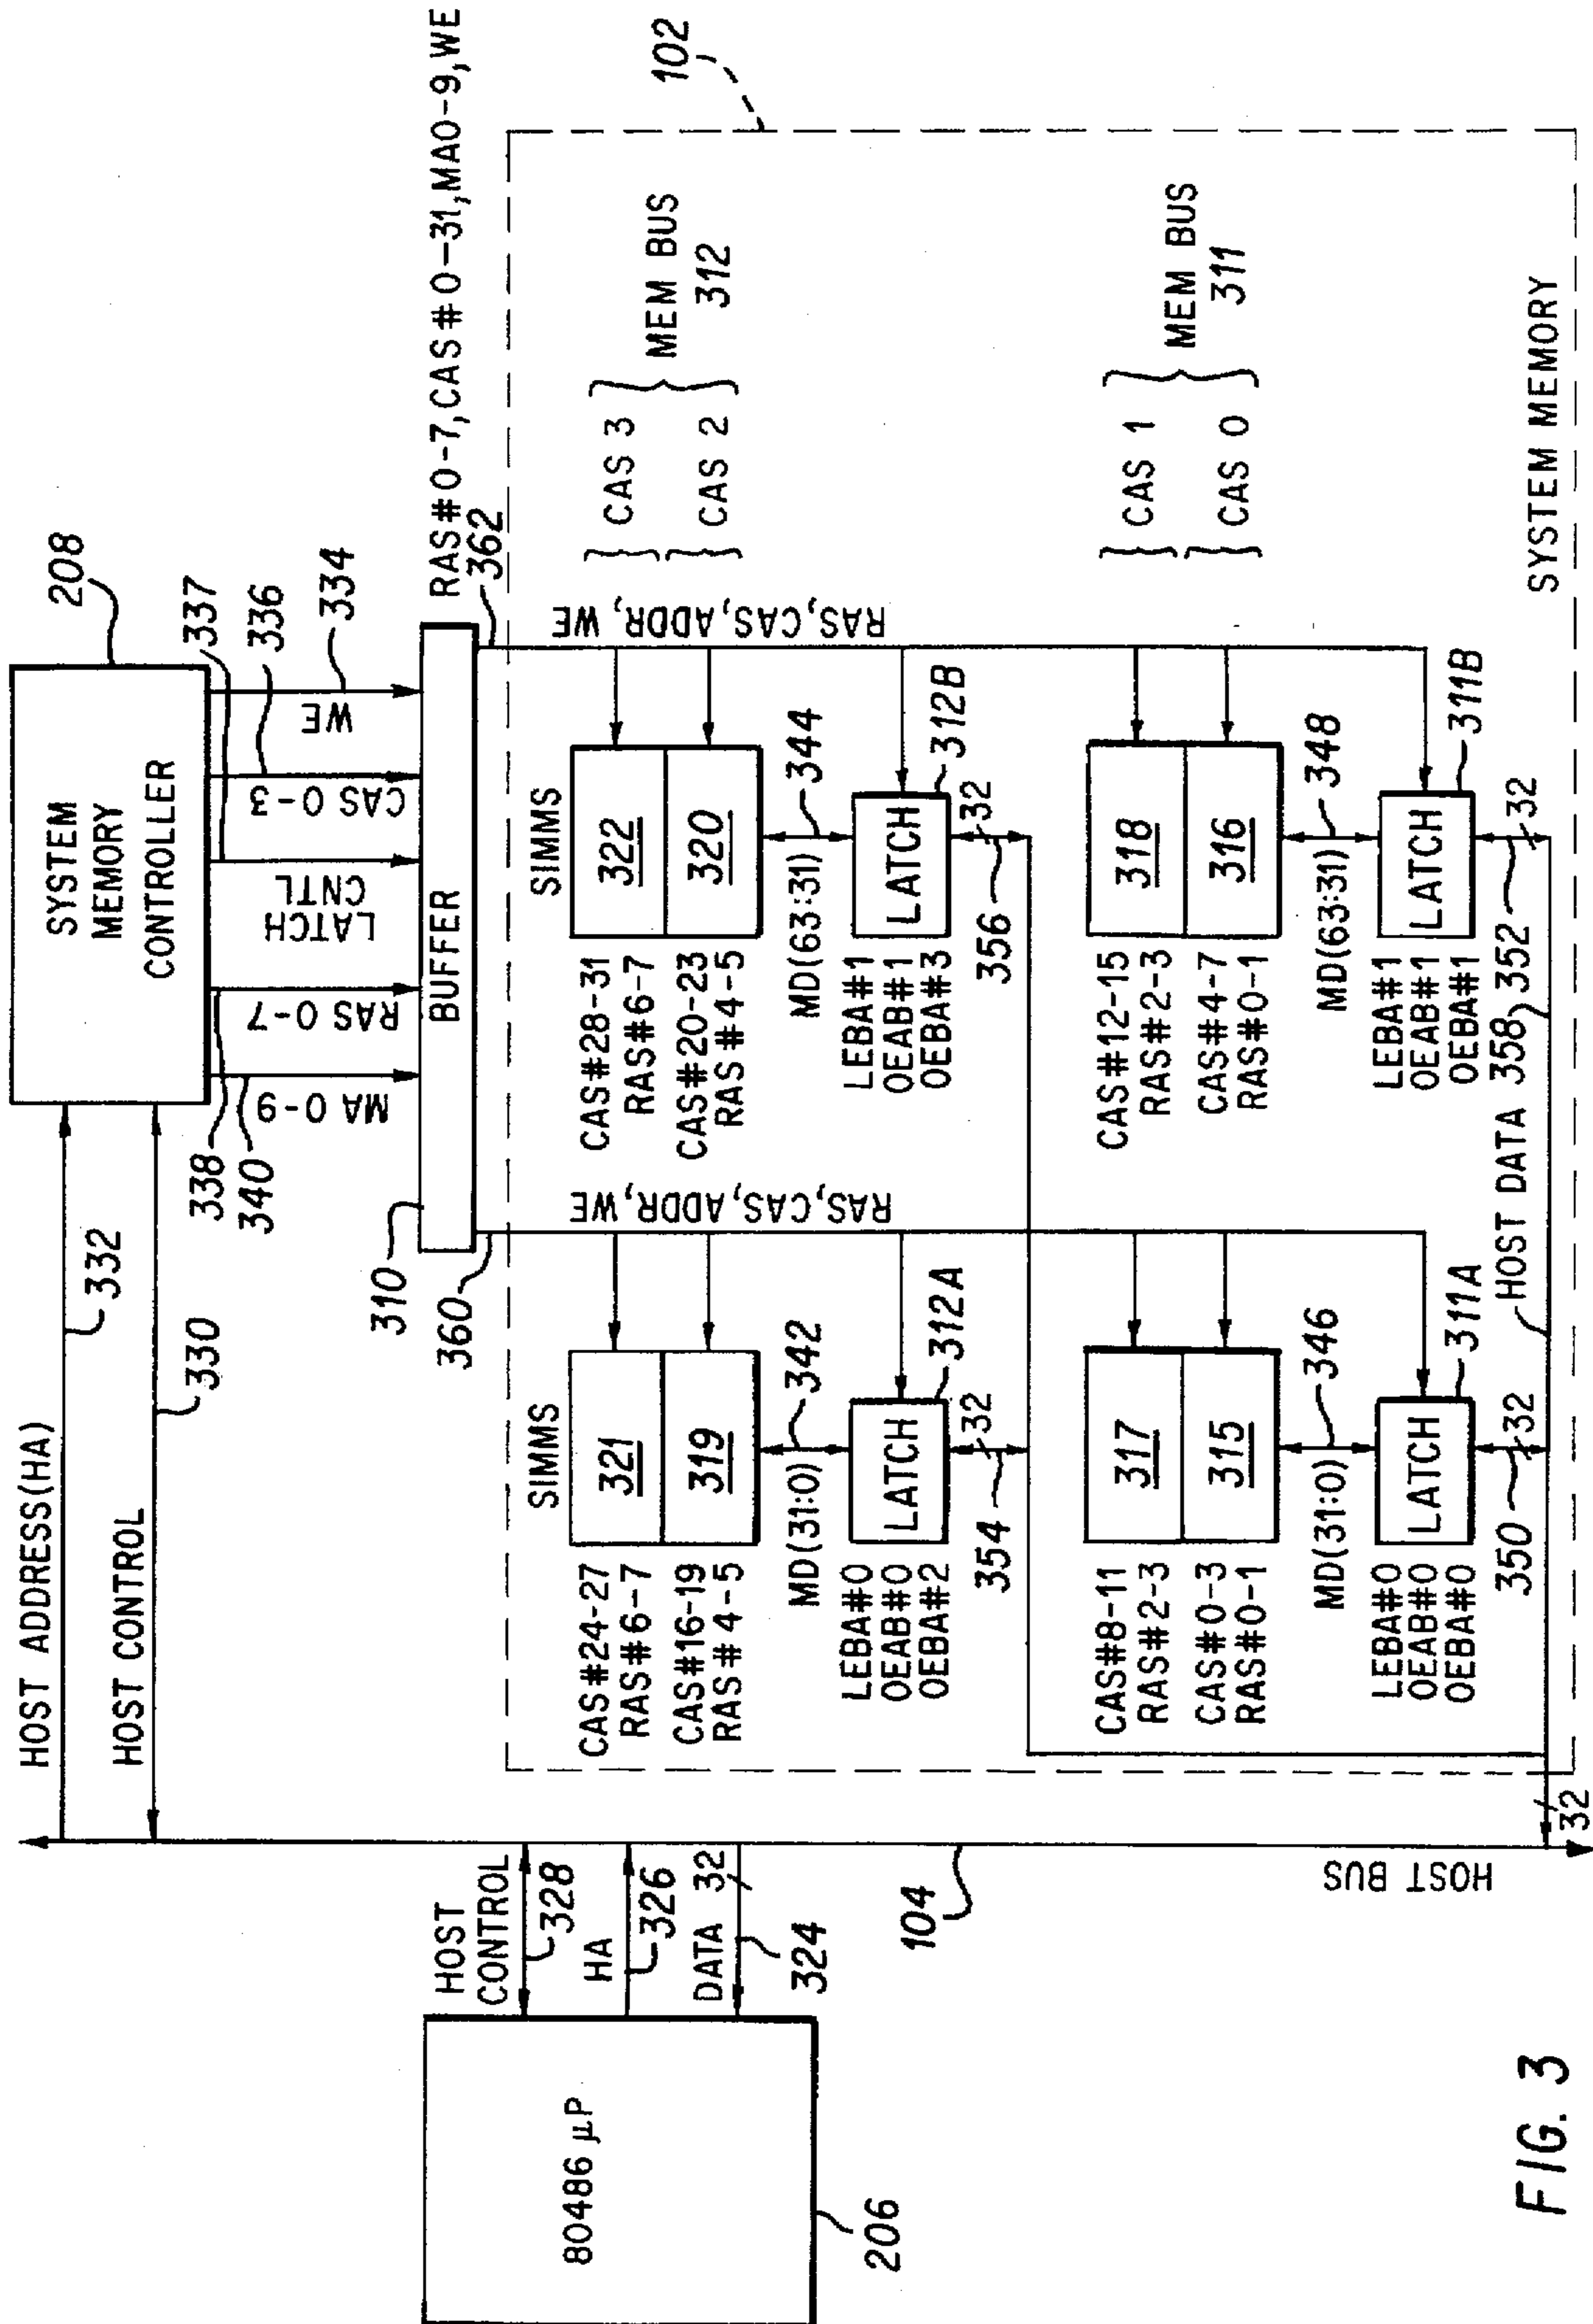 HOST ADDRESS(HA)
332
HOST CONTROL
330
SYSTEM
MEMORY
CONTROLLER
208
338
340
337
336
334
MA 0-9
RAS 0-7
LATCH
CNTL
CAS 0-3
WE
310
BUFFER
RAS#0-7,CAS#0-31,MA0-9,WE
360
362
102
80486 μP
206
HOST
CONTROL
328
HA
326
DATA 32
324
104
HOST BUS
32
RAS,CAS,ADDR,WE
RAS,CAS,ADDR,WE
SIMMS
321
319
CAS#24-27
RAS#6-7
CAS#16-19
RAS#4-5
MD(31:0)
342
LATCH
312A
LEBA#0
OEAB#0
OEBA#2
354
32
SIMMS
322
320
CAS#28-31
RAS#6-7
CAS#20-23
RAS#4-5
MD(63:31)
344
LATCH
312B
LEBA#1
OEAB#1
OEBA#3
356
32
CAS 3
CAS 2
MEM BUS
312
317
315
CAS#8-11
RAS#2-3
CAS#0-3
RAS#0-1
MD(31:0)
346
LATCH
311A
LEBA#0
OEAB#0
OEBA#0
350
32
318
316
CAS#12-15
RAS#2-3
CAS#4-7
RAS#0-1
MD(63:31)
348
LATCH
311B
LEBA#1
OEAB#1
OEBA#1
352
32
HOST DATA 358
CAS 1
CAS 0
MEM BUS
311
SYSTEM MEMORY
FIG. 3